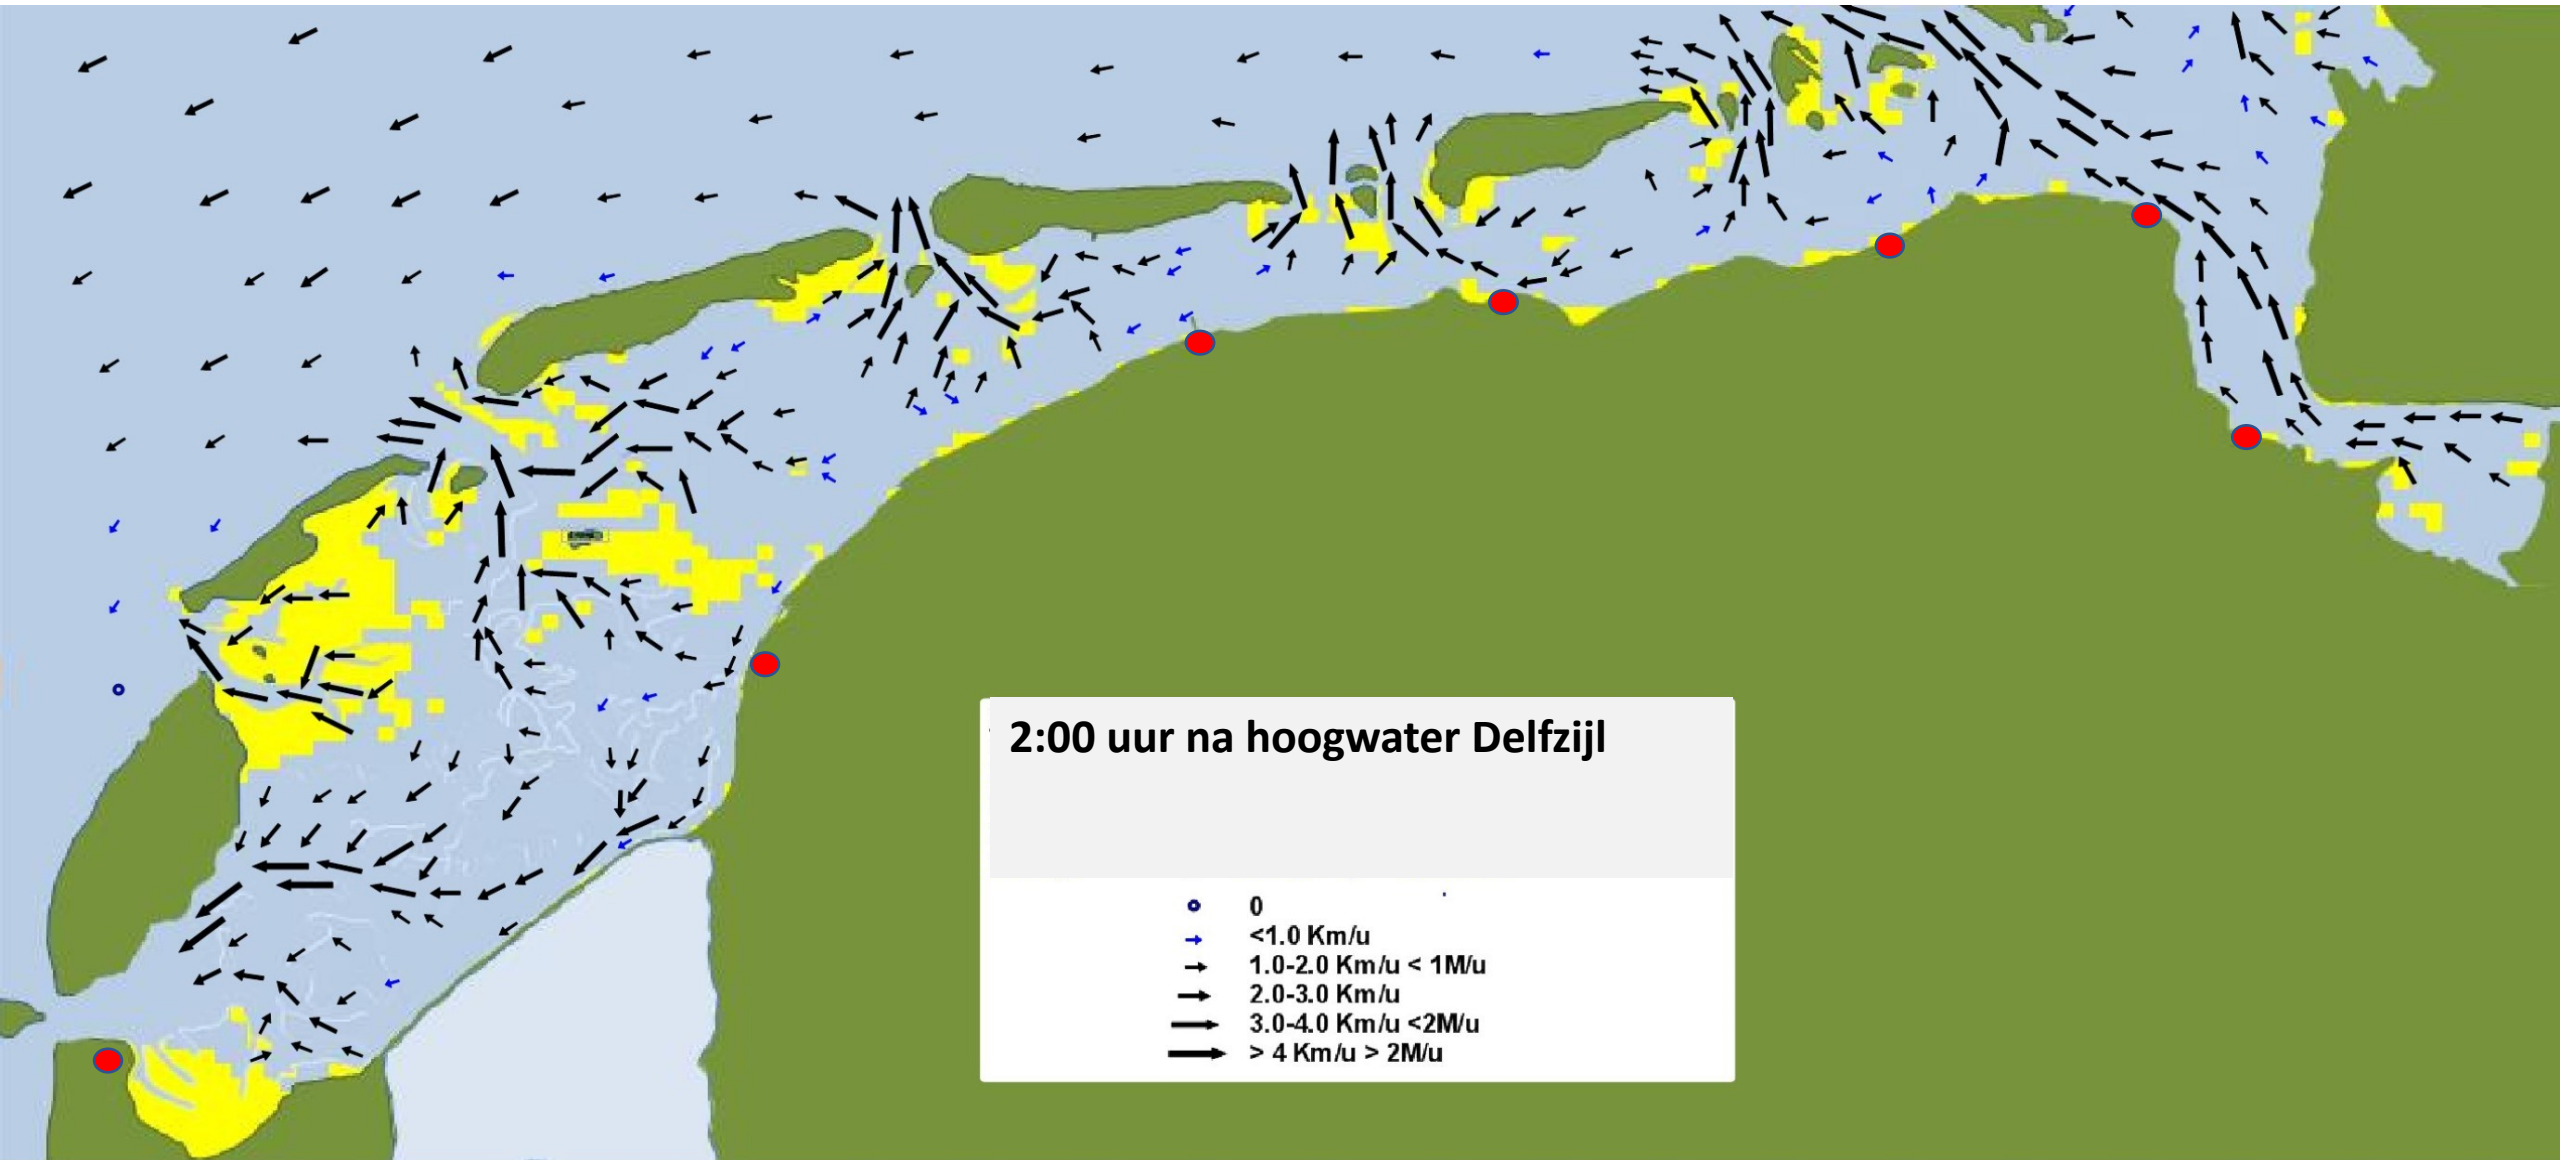 2:00 uur na hoogwater Delfzijl
0
<1.0 Km/u
1.0-2.0 Km/u < 1M/u
2.0-3.0 Km/u
3.0-4.0 Km/u <2M/u
> 4 Km/u > 2M/u